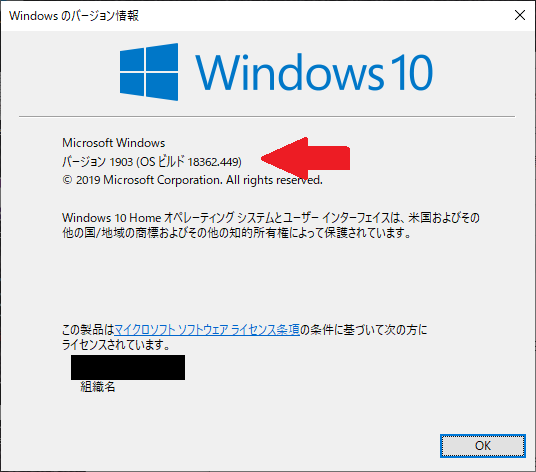 Windows のバージョン情報
Windows 10
Microsoft Windows
バージョン 1903 (OS ビルド 18362.449)
© 2019 Microsoft Corporation. All rights reserved.
Windows 10 Home オペレーティング システムとユーザー インターフェイスは、米国およびその
他の国/地域の商標およびその他の知的所有権によって保護されています。
この製品はマイクロソフト ソフトウェア ライセンス条項の条件に基づいて次の方に
ライセンスされています。
組織名
OK